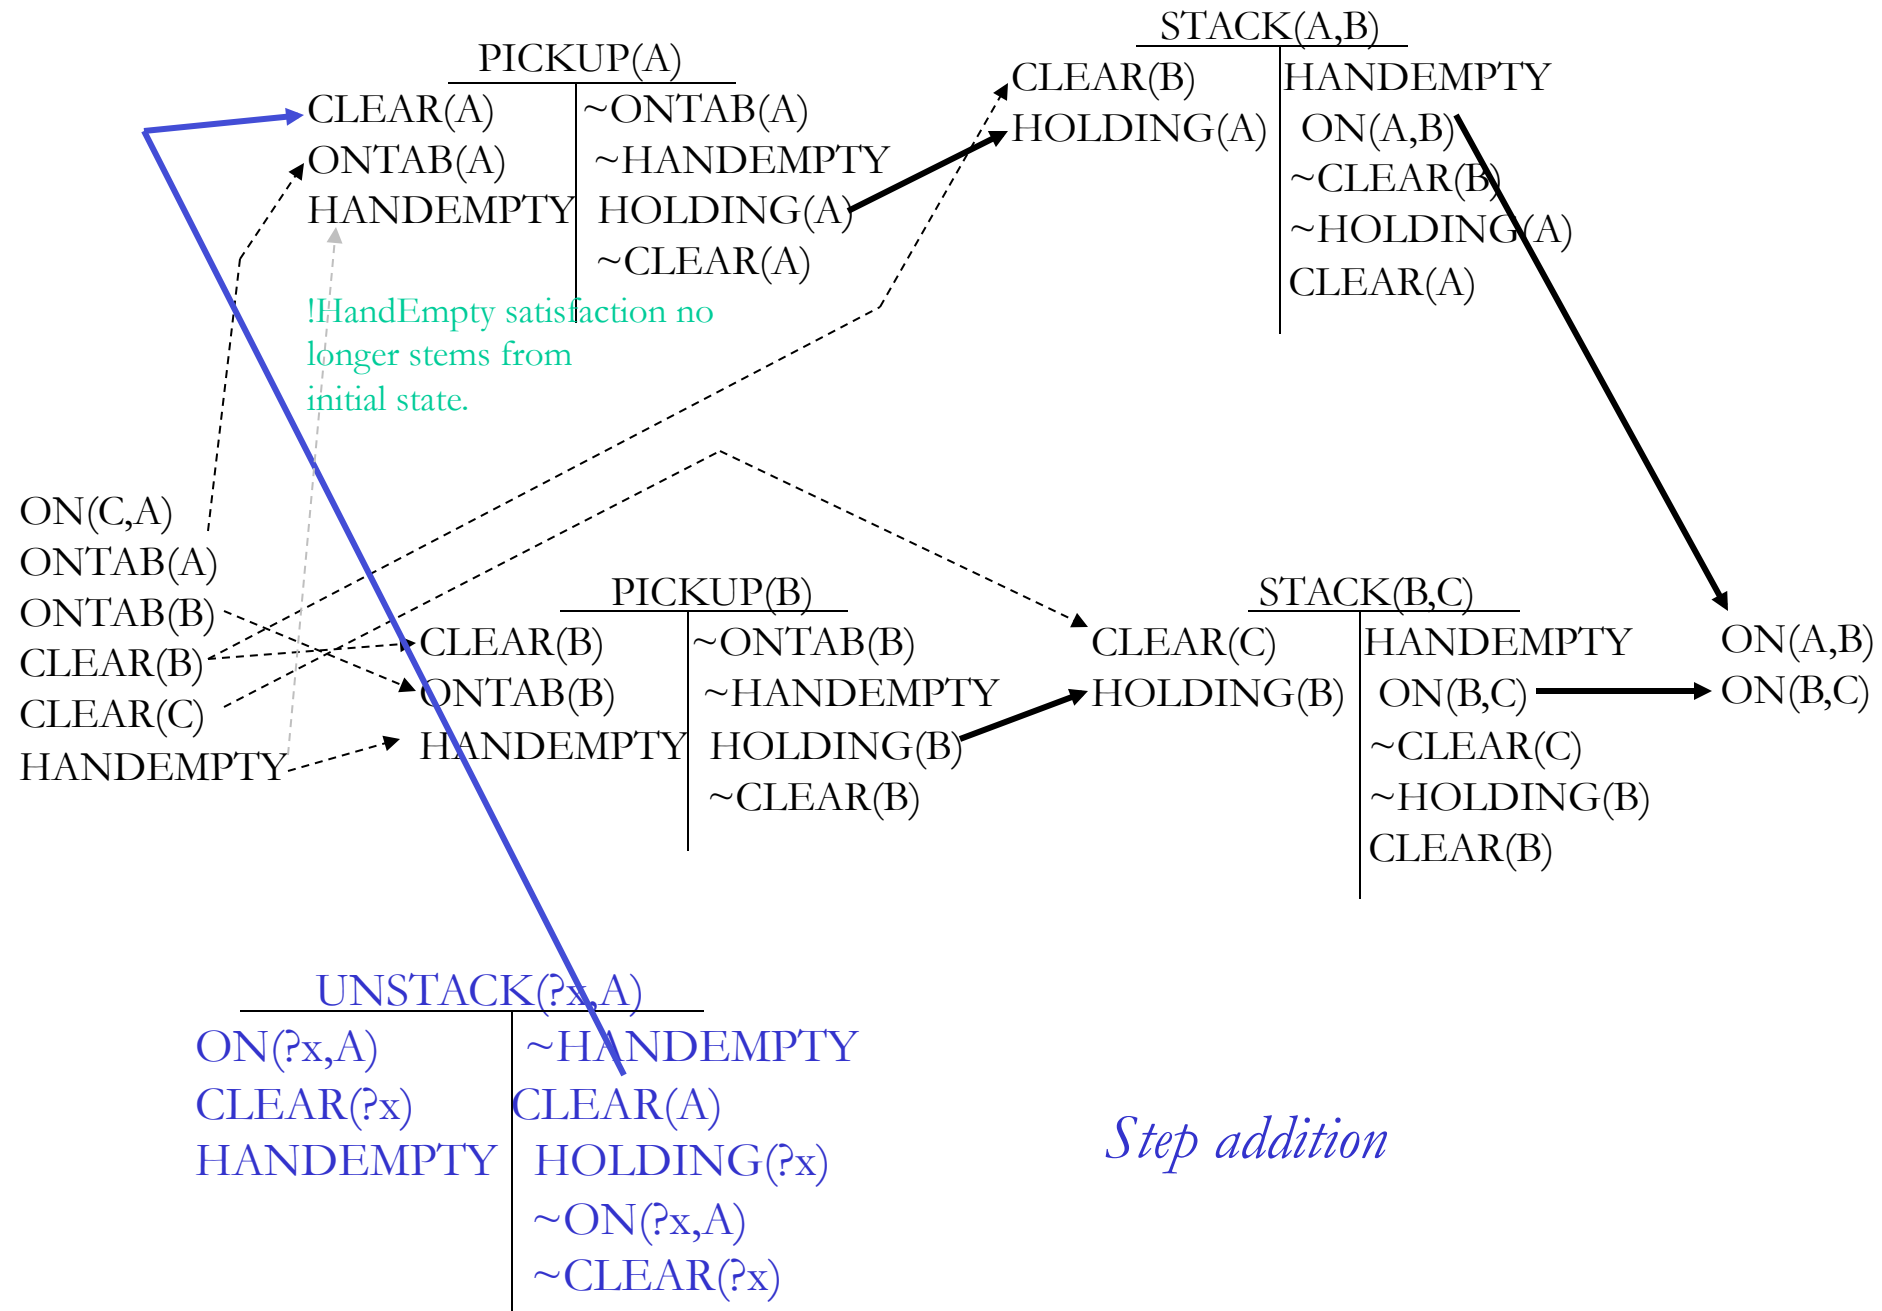 STACK(A,B)
CLEAR(B)
HANDEMPTY
HOLDING(A)
ON(A,B)
~CLEAR(B)
~HOLDING(A)
CLEAR(A)
PICKUP(A)
CLEAR(A)
~ONTAB(A)
ONTAB(A)
~HANDEMPTY
HANDEMPTY
HOLDING(A)
~CLEAR(A)
!HandEmpty satisfaction no
longer stems from
initial state.
ON(C,A)
ONTAB(A)
ONTAB(B)
CLEAR(B)
CLEAR(C)
HANDEMPTY
PICKUP(B)
CLEAR(B)
~ONTAB(B)
ONTAB(B)
~HANDEMPTY
HANDEMPTY
HOLDING(B)
~CLEAR(B)
STACK(B,C)
CLEAR(C)
HANDEMPTY
HOLDING(B)
ON(B,C)
~CLEAR(C)
~HOLDING(B)
CLEAR(B)
ON(A,B)
ON(B,C)
UNSTACK(?x,A)
ON(?x,A)
~HANDEMPTY
CLEAR(?x)
CLEAR(A)
HANDEMPTY
HOLDING(?x)
~ON(?x,A)
~CLEAR(?x)
Step addition